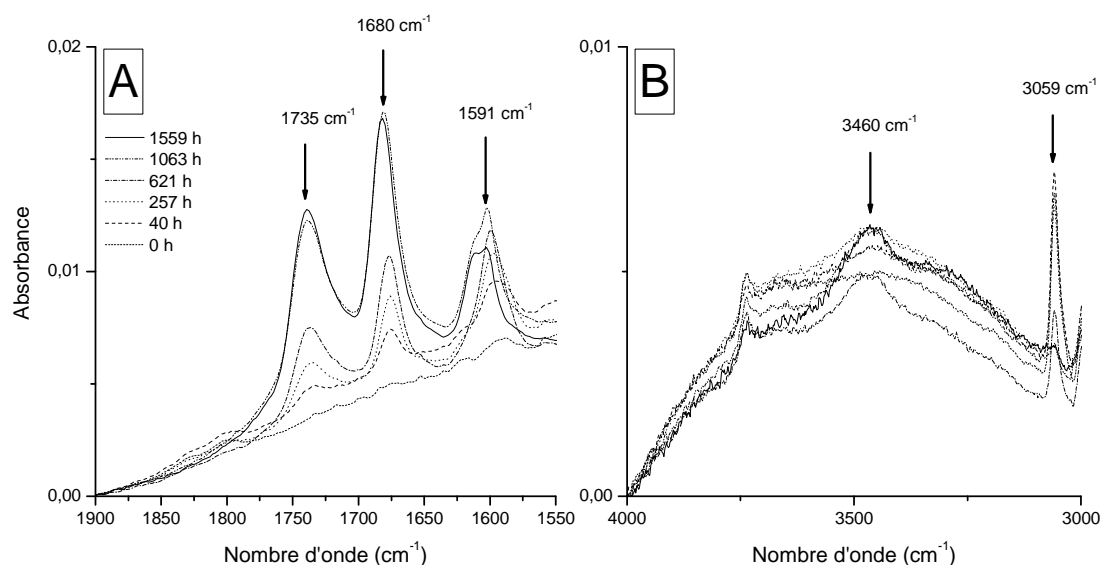 1680 cm⁻¹
0,02
A
1735 cm⁻¹
1591 cm⁻¹
1559 h
1063 h
621 h
257 h
40 h
0 h
Absorbance
0,01
0,00
1900 1850 1800 1750 1700 1650 1600 1550
Nombre d'onde (cm⁻¹)
0,01
B
3059 cm⁻¹
3460 cm⁻¹
0,00
4000 3500 3000
Nombre d'onde (cm⁻¹)